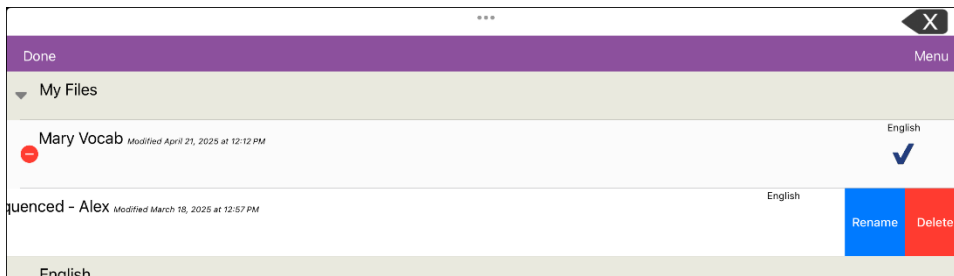 X
Done Menu
My Files
Mary Vocab Modified April 21, 2025 at 12:12 PM English
quenced - Alex Modified March 18, 2025 at 12:57 PM English
Rename Delete
English